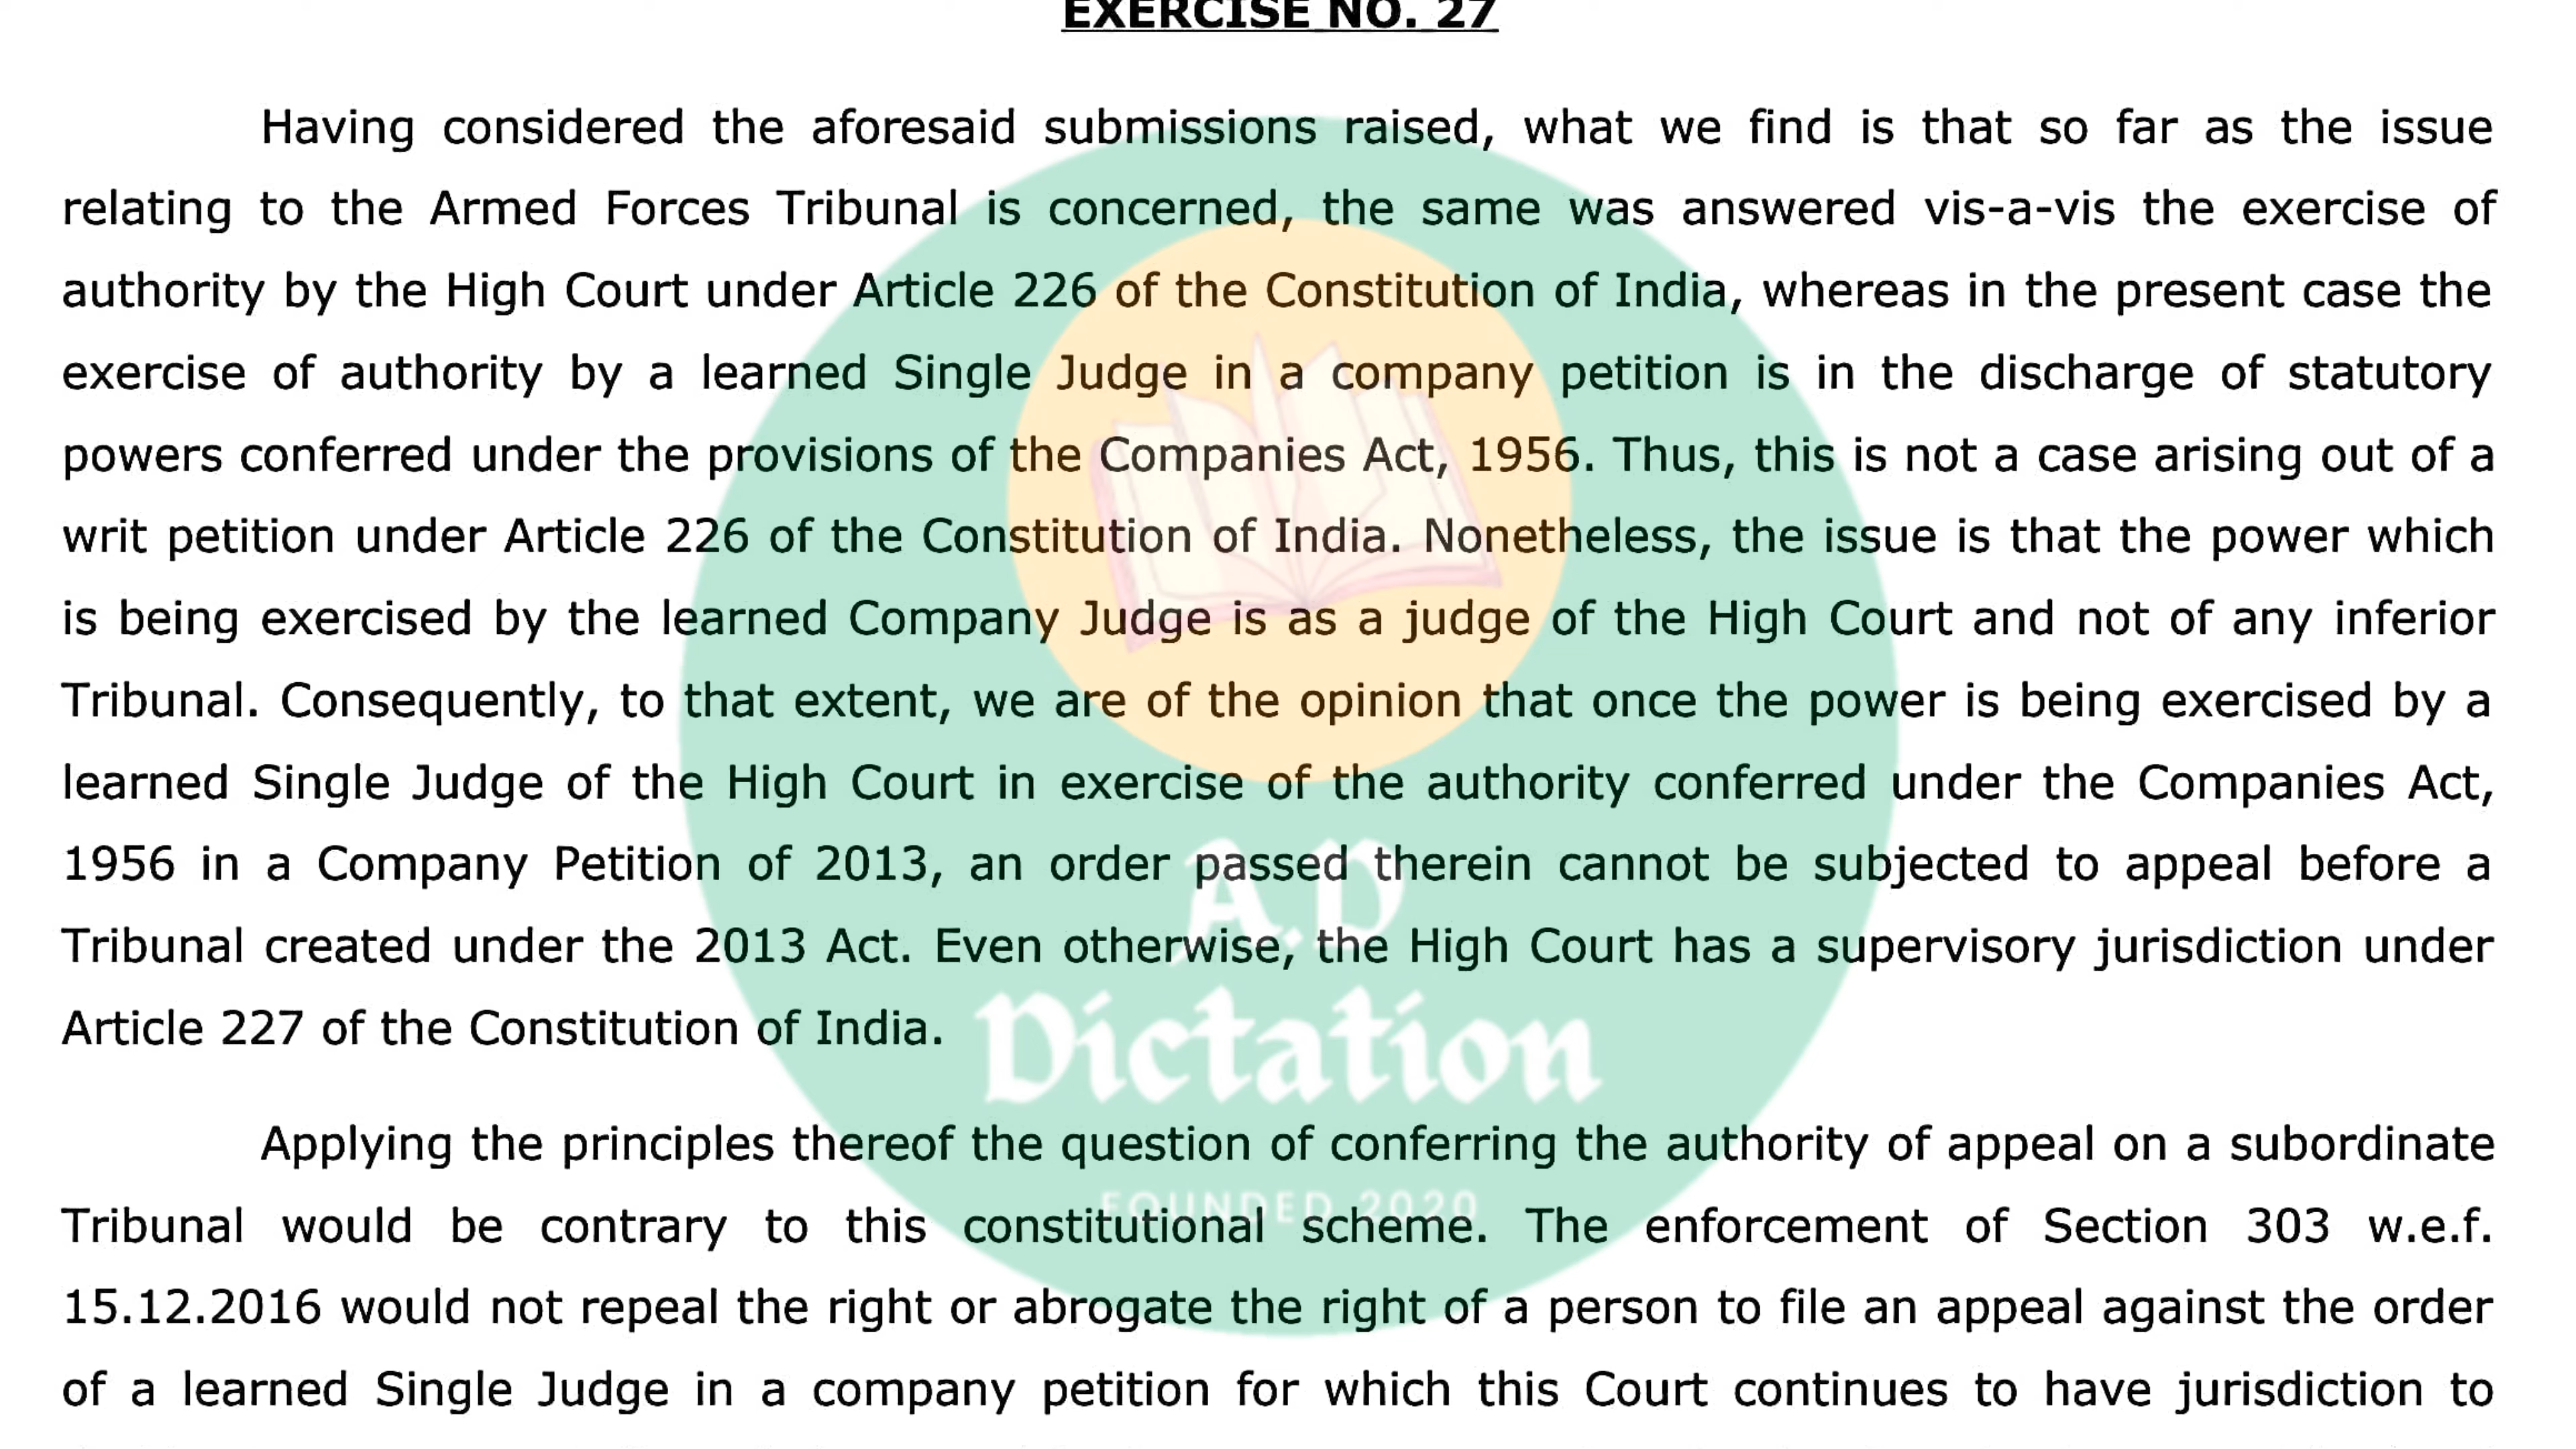 EXERCISE NO. 27
Having considered the aforesaid submissions raised, what we find is that so far as the issue
relating to the Armed Forces Tribunal is concerned, the same was answered vis-a-vis the exercise of
authority by the High Court under Article 226 of the Constitution of India, whereas in the present case the
exercise of authority by a learned Single Judge in a company petition is in the discharge of statutory
powers conferred under the provisions of the Companies Act, 1956. Thus, this is not a case arising out of a
writ petition under Article 226 of the Constitution of India. Nonetheless, the issue is that the power which
is being exercised by the learned Company Judge is as a judge of the High Court and not of any inferior
Tribunal. Consequently, to that extent, we are of the opinion that once the power is being exercised by a
learned Single Judge of the High Court in exercise of the authority conferred under the Companies Act,
1956 in a Company Petition of 2013, an order passed therein cannot be subjected to appeal before a
Tribunal created under the 2013 Act. Even otherwise, the High Court has a supervisory jurisdiction under
Article 227 of the Constitution of India.
Applying the principles thereof the question of conferring the authority of appeal on a subordinate
Tribunal would be contrary to this constitutional scheme. The enforcement of Section 303 w.e.f.
15.12.2016 would not repeal the right or abrogate the right of a person to file an appeal against the order
of a learned Single Judge in a company petition for which this Court continues to have jurisdiction to
A.D
Dictation
FOUNDED 2020